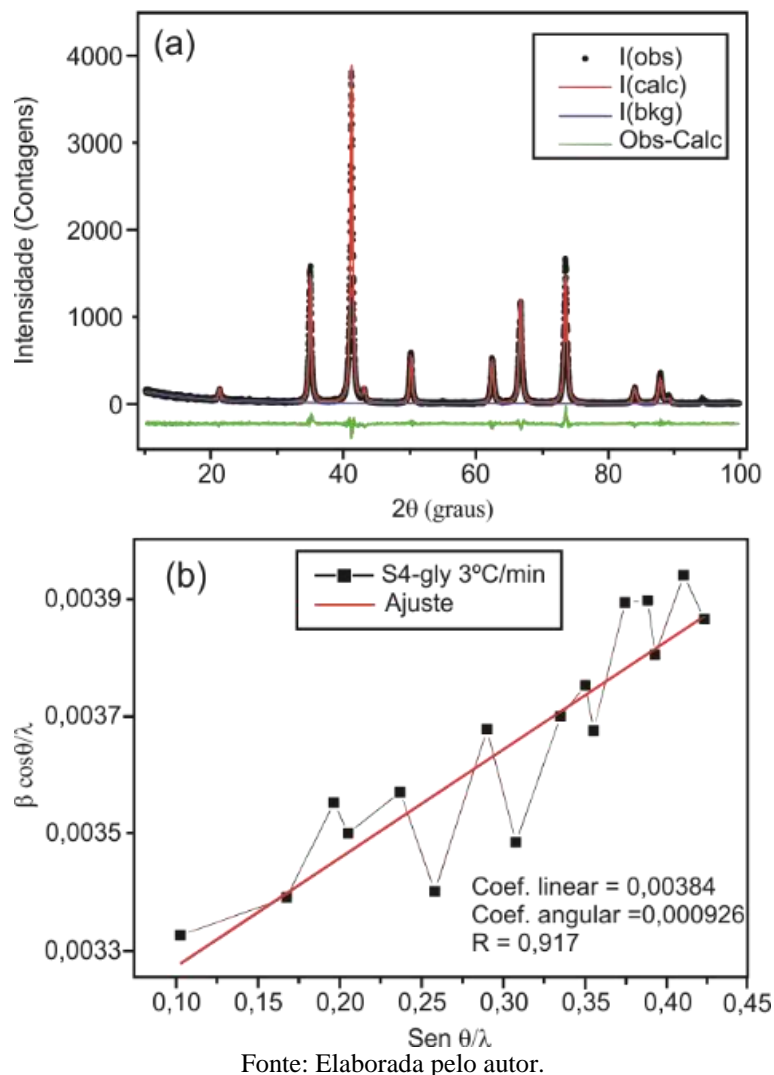 (a)
I(obs)
I(calc)
I(bkg)
Obs-Calc
Intensidade (Contagens)
4000
3000
2000
1000
0
20 40 60 80 100
2θ (graus)
(b)
S4-gly 3ºC/min
Ajuste
β cosθ/λ
0,0039
0,0037
0,0035
0,0033
Coef. linear = 0,00384
Coef. angular =0,000926
R = 0,917
0,10 0,15 0,20 0,25 0,30 0,35 0,40 0,45
Sen θ/λ
Fonte: Elaborada pelo autor.